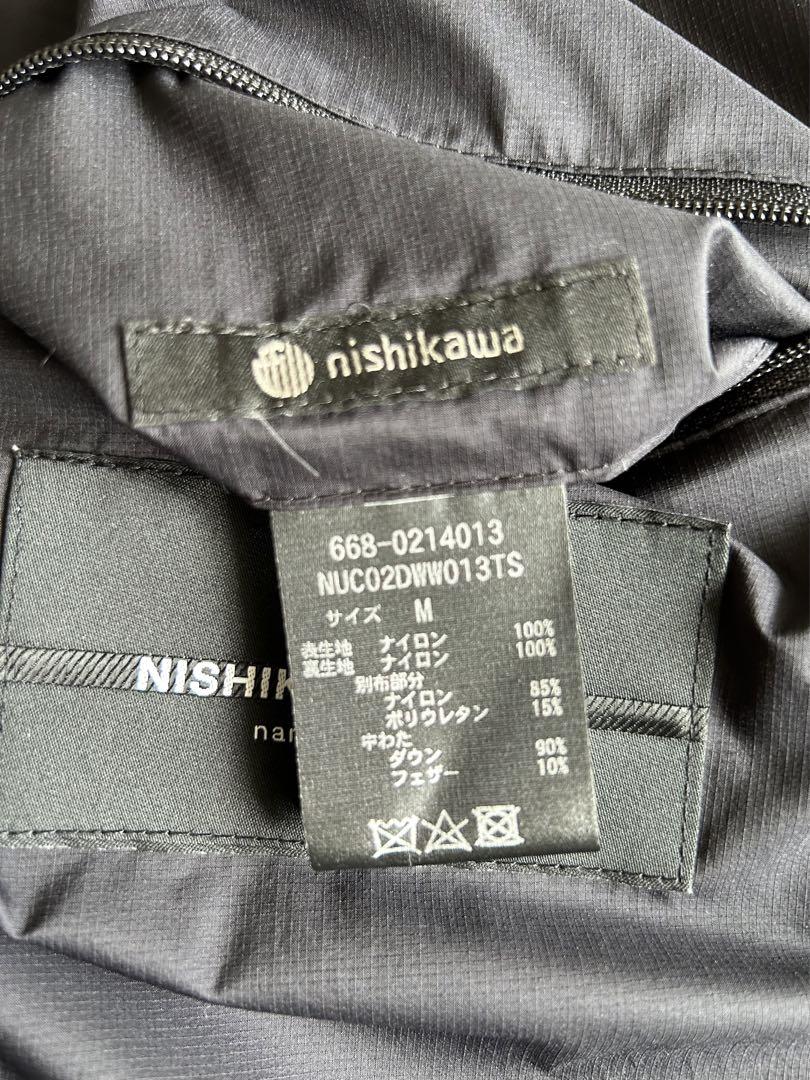 nishikawa
668-0214013
NUC02DWW013TS
サイズ M
表生地 ナイロン 100%
裏生地 ナイロン 100%
別布部分
ナイロン 85%
ポリウレタン 15%
中わた
ダウン 90%
フェザー 10%